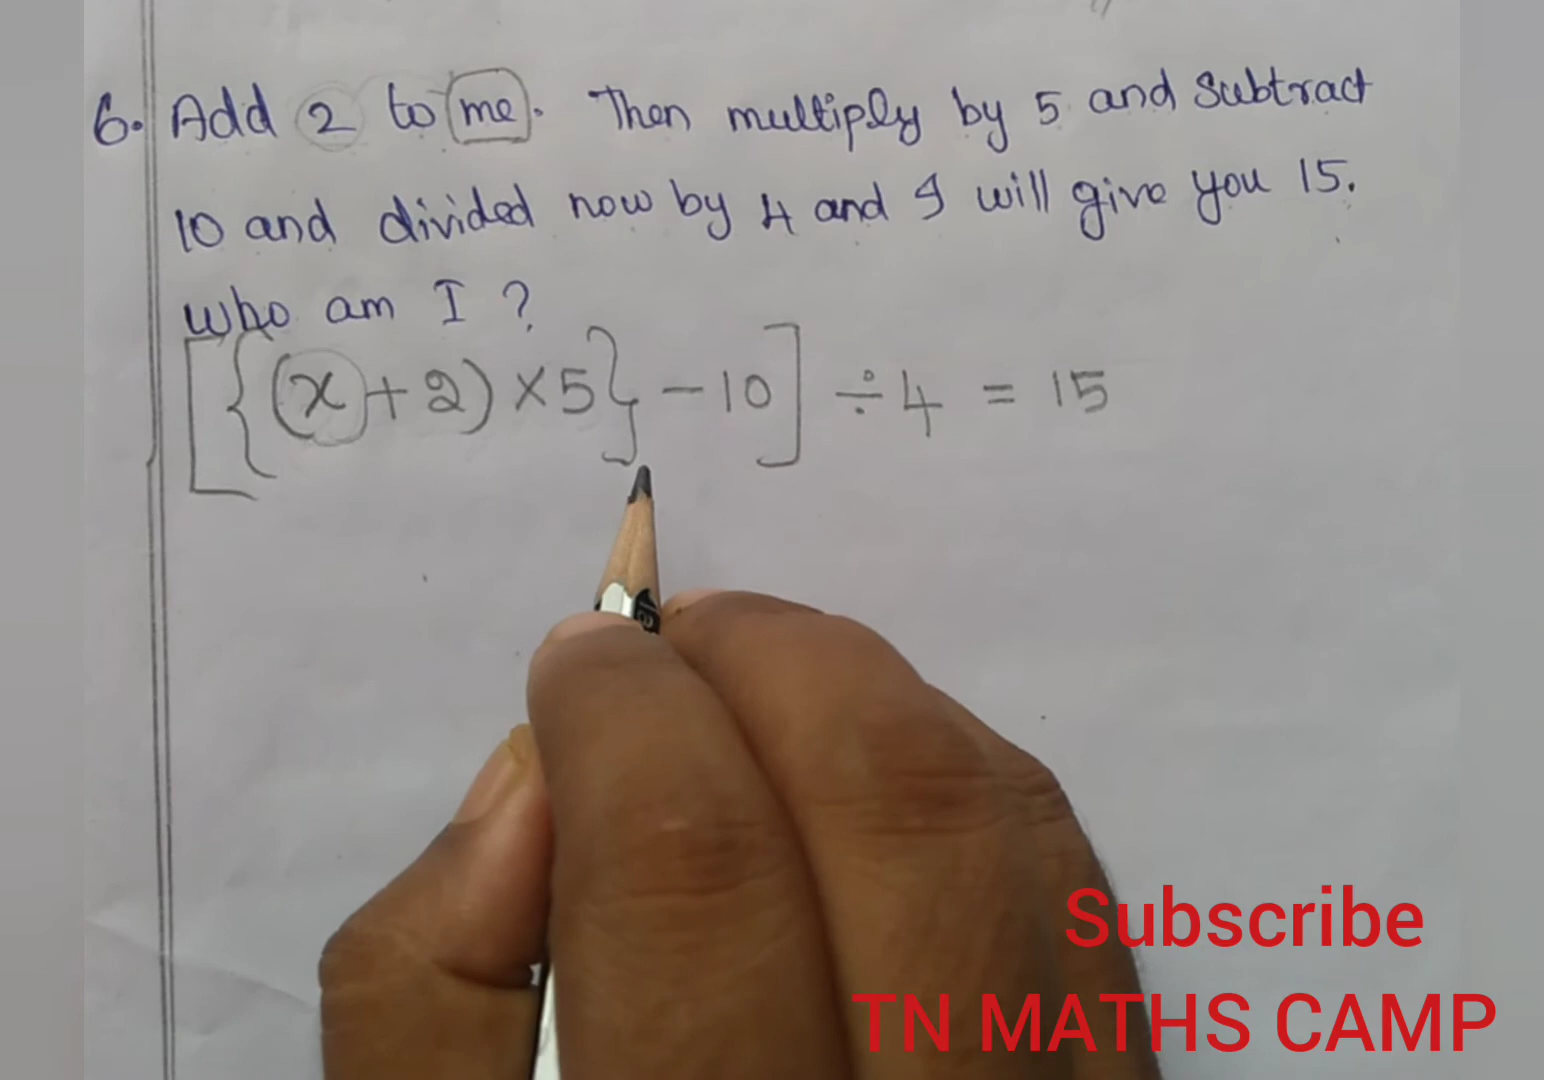 6. Add 2 to me. Then multiply by 5 and Subtract
10 and divided now by 4 and I will give you 15.
Who am I ?
[{(x+2)×5}-10]÷4 = 15
Subscribe
TN MATHS CAMP